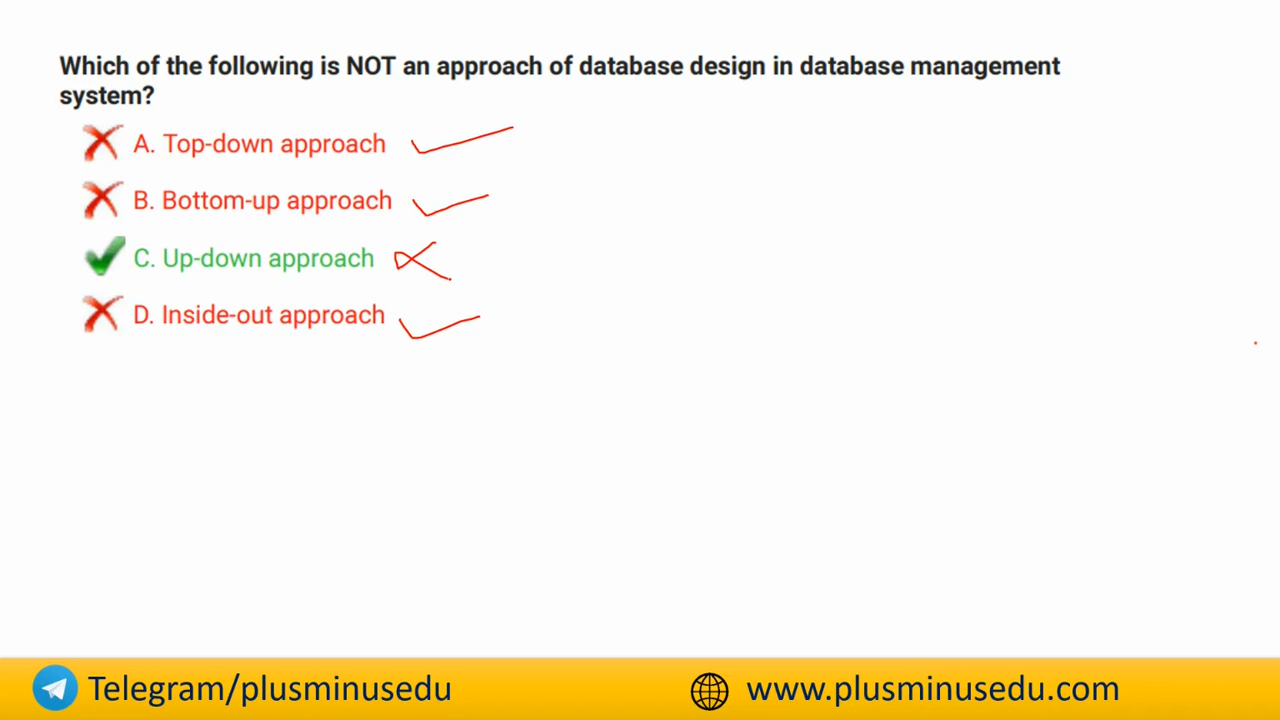 Which of the following is NOT an approach of database design in database management
system?
A. Top-down approach
B. Bottom-up approach
C. Up-down approach
D. Inside-out approach
Telegram/plusminusedu
www.plusminusedu.com